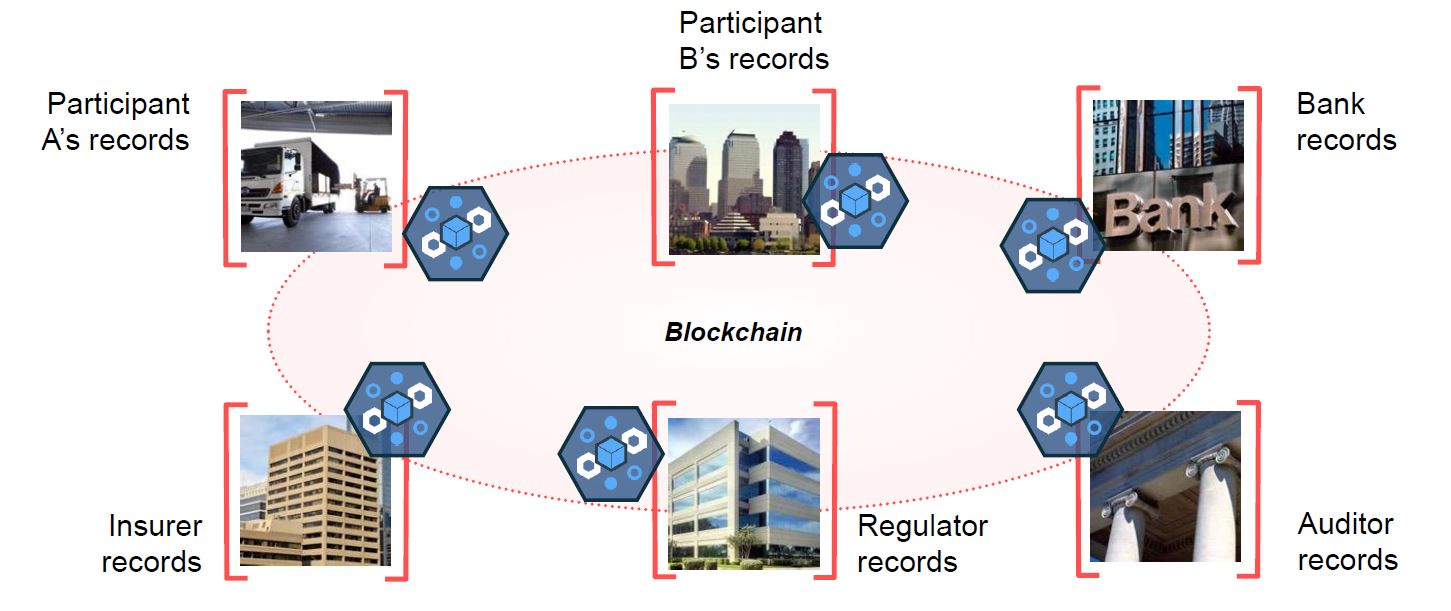 Participant
B’s records
Participant
A’s records
Bank
records
Bank
Blockchain
Insurer
records
Regulator
records
Auditor
records